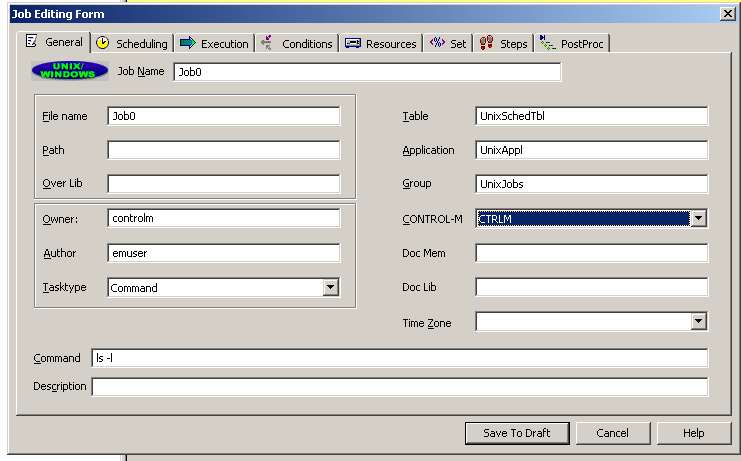 Job Editing Form
General Scheduling Execution Conditions Resources Set Steps PostProc
UNIX/
WINDOWS
Job Name Job0
File name Job0
Path
Over Lib
Owner: controlm
Author emuser
Tasktype Command
Table UnixSchedTbl
Application UnixAppl
Group UnixJobs
CONTROL-M CTRLM
Doc Mem
Doc Lib
Time Zone
Command ls -l
Description
Save To Draft Cancel Help